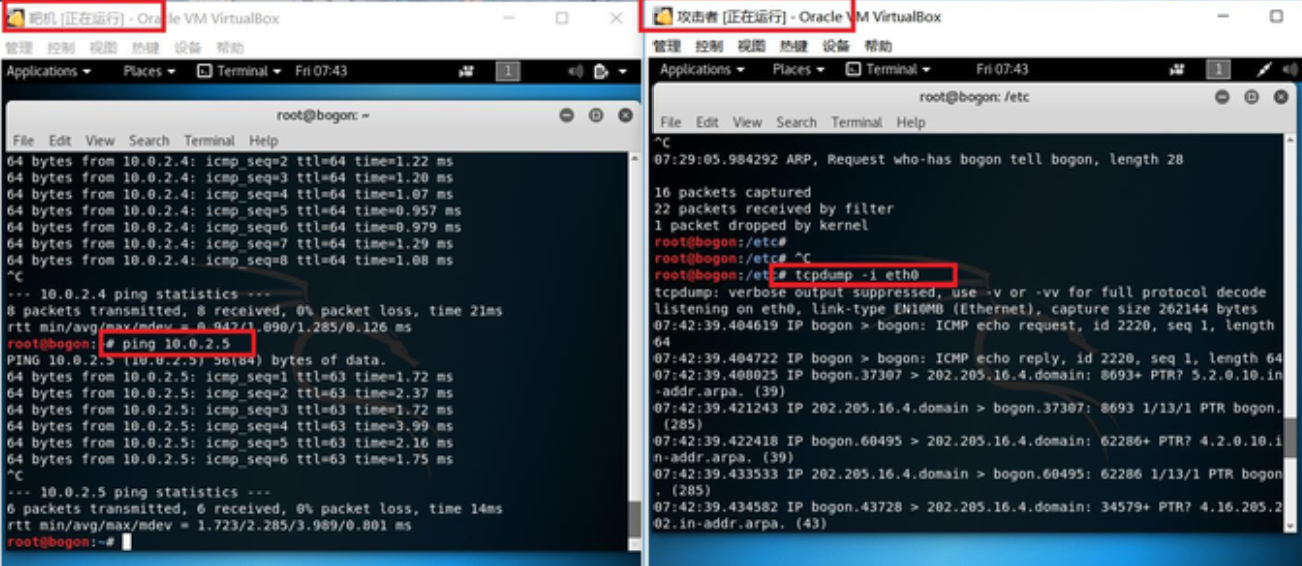 靶机 [正在运行] - Oracle VM VirtualBox
管理 控制 视图 热键 设备 帮助
Applications Places Terminal Fri 07:43 1
root@bogon: ~
File Edit View Search Terminal Help
64 bytes from 10.0.2.4: icmp_seq=2 ttl=64 time=1.22 ms
64 bytes from 10.0.2.4: icmp_seq=3 ttl=64 time=1.20 ms
64 bytes from 10.0.2.4: icmp_seq=4 ttl=64 time=1.07 ms
64 bytes from 10.0.2.4: icmp_seq=5 ttl=64 time=0.957 ms
64 bytes from 10.0.2.4: icmp_seq=6 ttl=64 time=0.979 ms
64 bytes from 10.0.2.4: icmp_seq=7 ttl=64 time=1.29 ms
64 bytes from 10.0.2.4: icmp_seq=8 ttl=64 time=1.08 ms
^C
--- 10.0.2.4 ping statistics ---
8 packets transmitted, 8 received, 0% packet loss, time 21ms
rtt min/avg/max/mdev = 0.942/1.090/1.285/0.126 ms
root@bogon:~# ping 10.0.2.5
PING 10.0.2.5 (10.0.2.5) 56(84) bytes of data.
64 bytes from 10.0.2.5: icmp_seq=1 ttl=63 time=1.72 ms
64 bytes from 10.0.2.5: icmp_seq=2 ttl=63 time=2.37 ms
64 bytes from 10.0.2.5: icmp_seq=3 ttl=63 time=1.72 ms
64 bytes from 10.0.2.5: icmp_seq=4 ttl=63 time=3.99 ms
64 bytes from 10.0.2.5: icmp_seq=5 ttl=63 time=2.16 ms
64 bytes from 10.0.2.5: icmp_seq=6 ttl=63 time=1.75 ms
^C
--- 10.0.2.5 ping statistics ---
6 packets transmitted, 6 received, 0% packet loss, time 14ms
rtt min/avg/max/mdev = 1.723/2.285/3.989/0.801 ms
root@bogon:~#
攻击者 [正在运行] - Oracle VM VirtualBox
管理 控制 视图 热键 设备 帮助
Applications Places Terminal Fri 07:43 1
root@bogon: /etc
File Edit View Search Terminal Help
^C
07:29:05.984292 ARP, Request who-has bogon tell bogon, length 28
16 packets captured
22 packets received by filter
1 packet dropped by kernel
root@bogon:/etc#
root@bogon:/etc# ^C
root@bogon:/etc# tcpdump -i eth0
tcpdump: verbose output suppressed, use -v or -vv for full protocol decode
listening on eth0, link-type EN10MB (Ethernet), capture size 262144 bytes
07:42:39.404619 IP bogon > bogon: ICMP echo request, id 2220, seq 1, length
64
07:42:39.404722 IP bogon > bogon: ICMP echo reply, id 2220, seq 1, length 64
07:42:39.408025 IP bogon.37307 > 202.205.16.4.domain: 8693+ PTR? 5.2.0.10.in
-addr.arpa. (39)
07:42:39.421243 IP 202.205.16.4.domain > bogon.37307: 8693 1/13/1 PTR bogon.
(285)
07:42:39.422418 IP bogon.60495 > 202.205.16.4.domain: 62286+ PTR? 4.2.0.10.i
n-addr.arpa. (39)
07:42:39.433533 IP 202.205.16.4.domain > bogon.60495: 62286 1/13/1 PTR bogon
. (285)
07:42:39.434582 IP bogon.43728 > 202.205.16.4.domain: 34579+ PTR? 4.16.205.2
02.in-addr.arpa. (43)